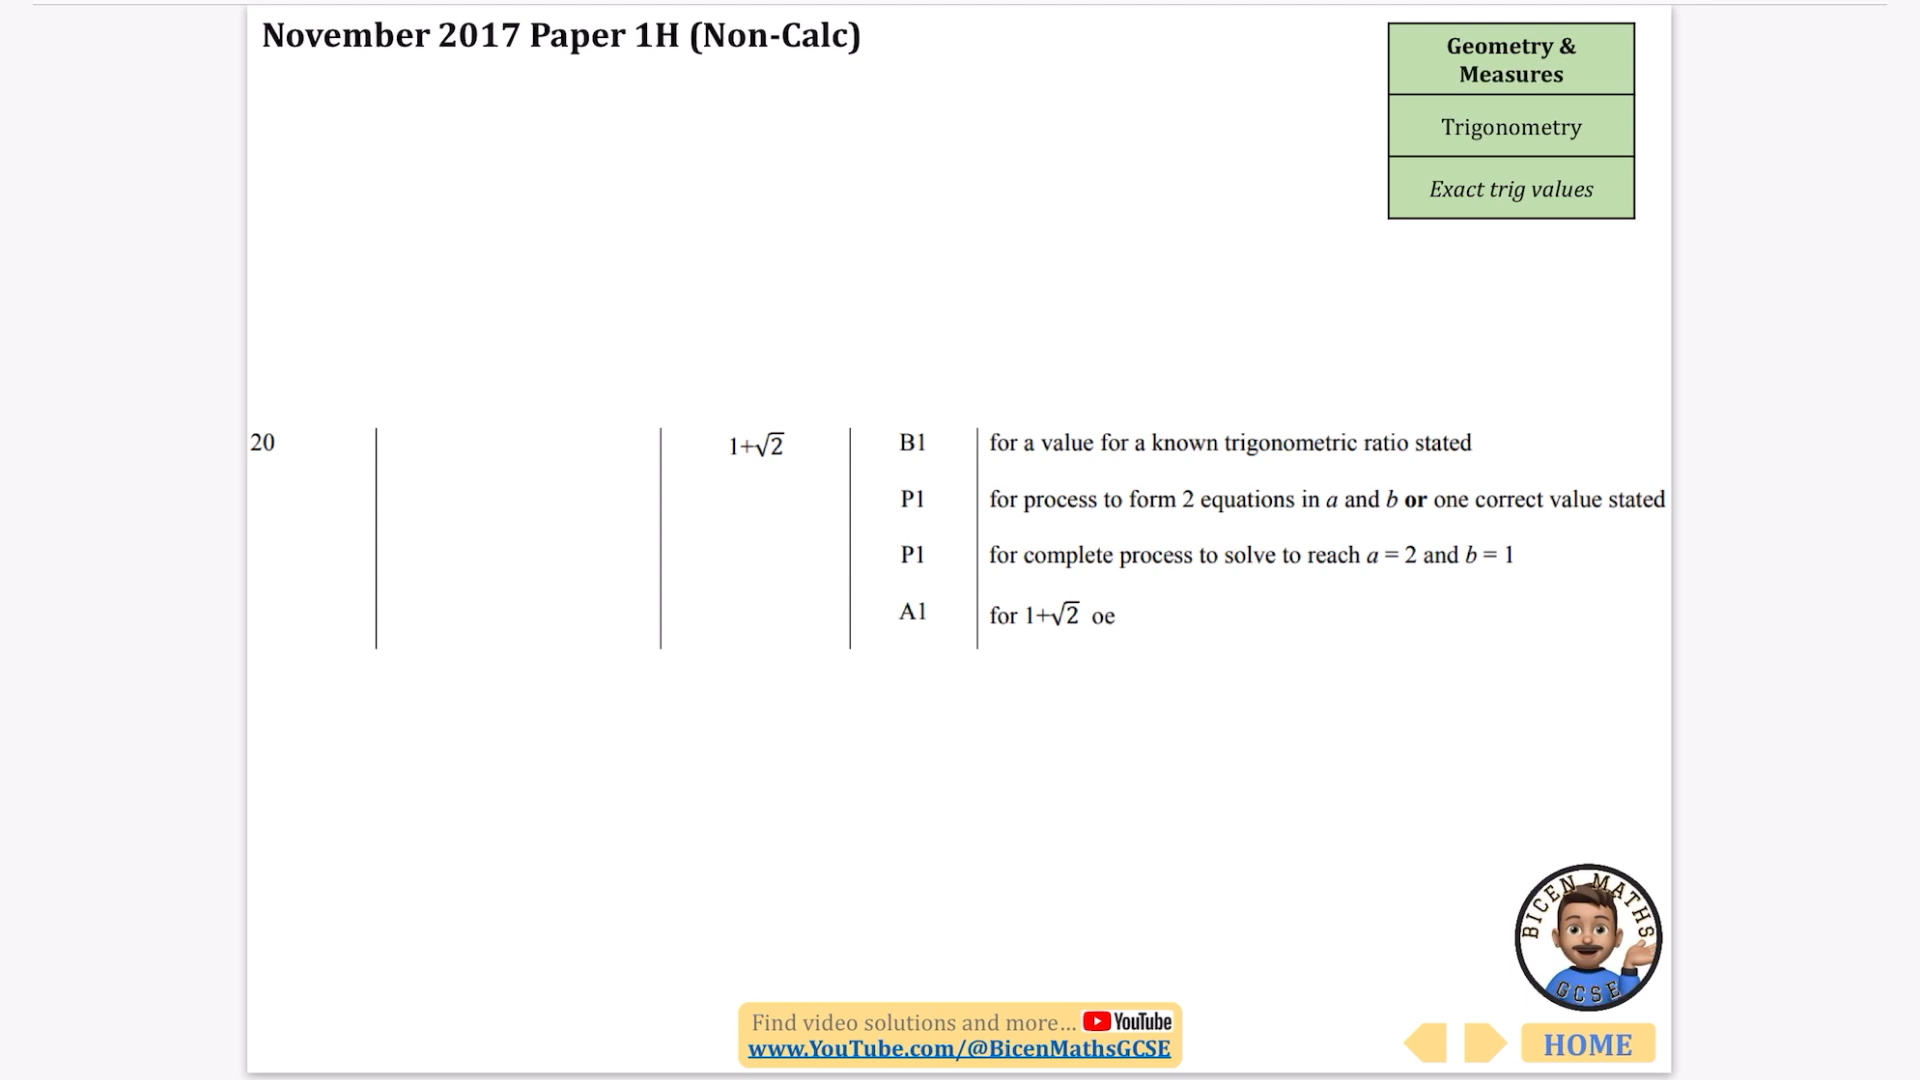 November 2017 Paper 1H (Non-Calc)
Geometry &
Measures
Trigonometry
Exact trig values
20
1+√2
B1 for a value for a known trigonometric ratio stated
P1 for process to form 2 equations in a and b or one correct value stated
P1 for complete process to solve to reach a = 2 and b = 1
A1 for 1+√2 oe
BICEN MATHS
GCSE
Find video solutions and more... YouTube
www.YouTube.com/@BicenMathsGCSE
HOME